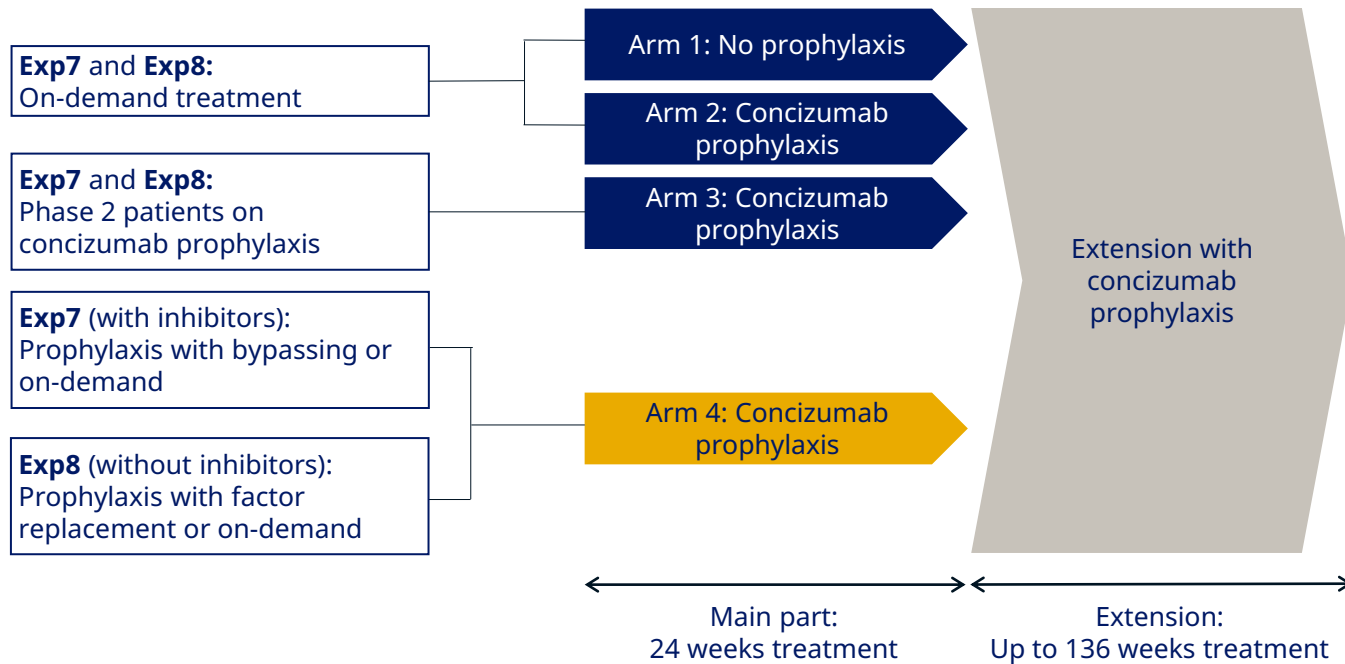 Exp7 and Exp8:
On-demand treatment
Exp7 and Exp8:
Phase 2 patients on
concizumab prophylaxis
Exp7 (with inhibitors):
Prophylaxis with bypassing or
on-demand
Exp8 (without inhibitors):
Prophylaxis with factor
replacement or on-demand
Arm 1: No prophylaxis
Arm 2: Concizumab
prophylaxis
Arm 3: Concizumab
prophylaxis
Arm 4: Concizumab
prophylaxis
Extension with
concizumab
prophylaxis
Main part:
24 weeks treatment
Extension:
Up to 136 weeks treatment